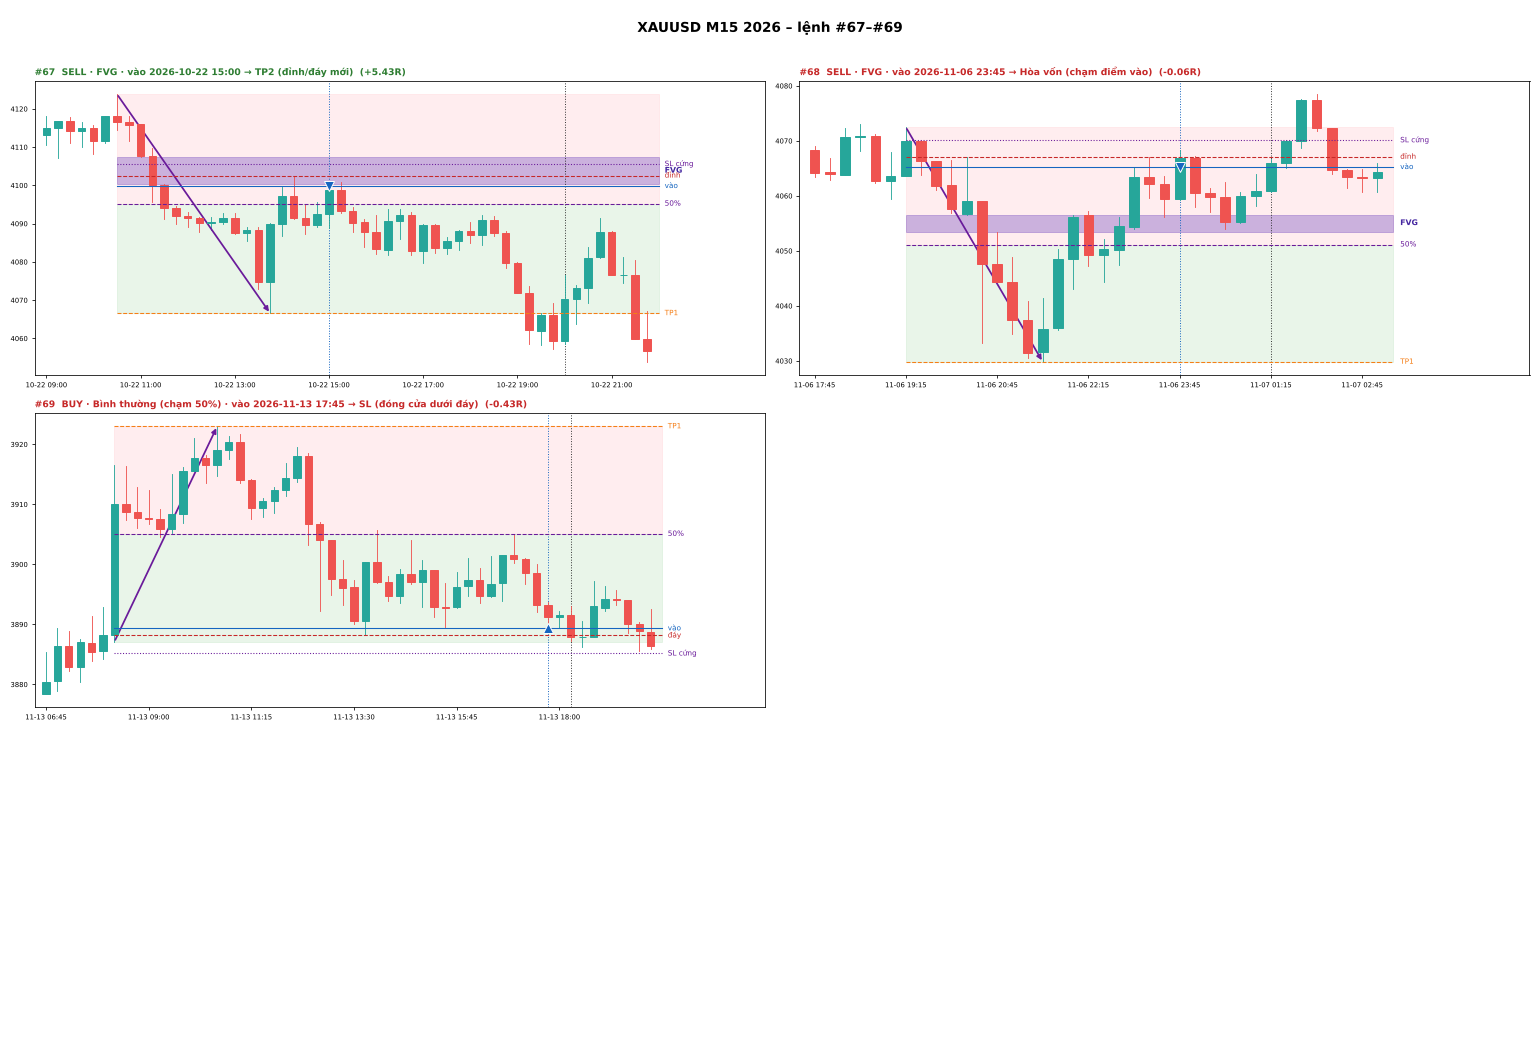 XAUUSD M15 2026 – lệnh #67–#69
#67 SELL · FVG · vào 2026-10-22 15:00 → TP2 (đỉnh/đáy mới) (+5.43R)
4120
4110
4100
4090
4080
4070
4060
SL cứng
FVG
đỉnh
vào
50%
TP1
10-22 09:00 10-22 11:00 10-22 13:00 10-22 15:00 10-22 17:00 10-22 19:00 10-22 21:00
#68 SELL · FVG · vào 2026-11-06 23:45 → Hòa vốn (chạm điểm vào) (-0.06R)
4080
4070
4060
4050
4040
4030
SL cứng
đỉnh
vào
FVG
50%
TP1
11-06 17:45 11-06 19:15 11-06 20:45 11-06 22:15 11-06 23:45 11-07 01:15 11-07 02:45
#69 BUY · Bình thường (chạm 50%) · vào 2026-11-13 17:45 → SL (đóng cửa dưới đáy) (-0.43R)
3920
3910
3900
3890
3880
TP1
50%
vào
đáy
SL cứng
11-13 06:45 11-13 09:00 11-13 11:15 11-13 13:30 11-13 15:45 11-13 18:00